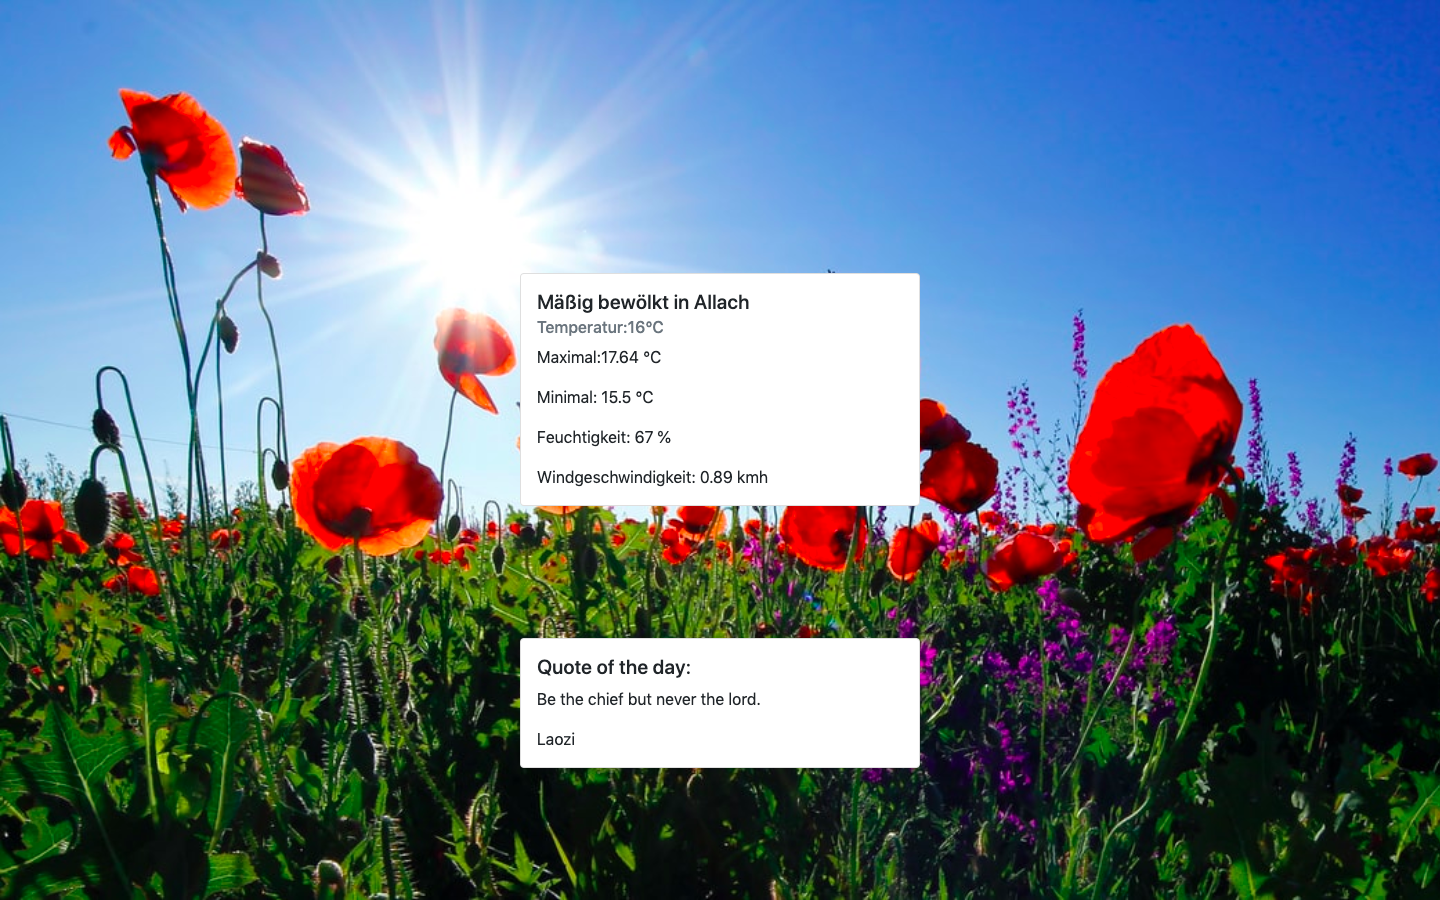 Mäßig bewölkt in Allach
Temperatur:16°C
Maximal:17.64 °C
Minimal: 15.5 °C
Feuchtigkeit: 67 %
Windgeschwindigkeit: 0.89 kmh
Quote of the day:
Be the chief but never the lord.
Laozi